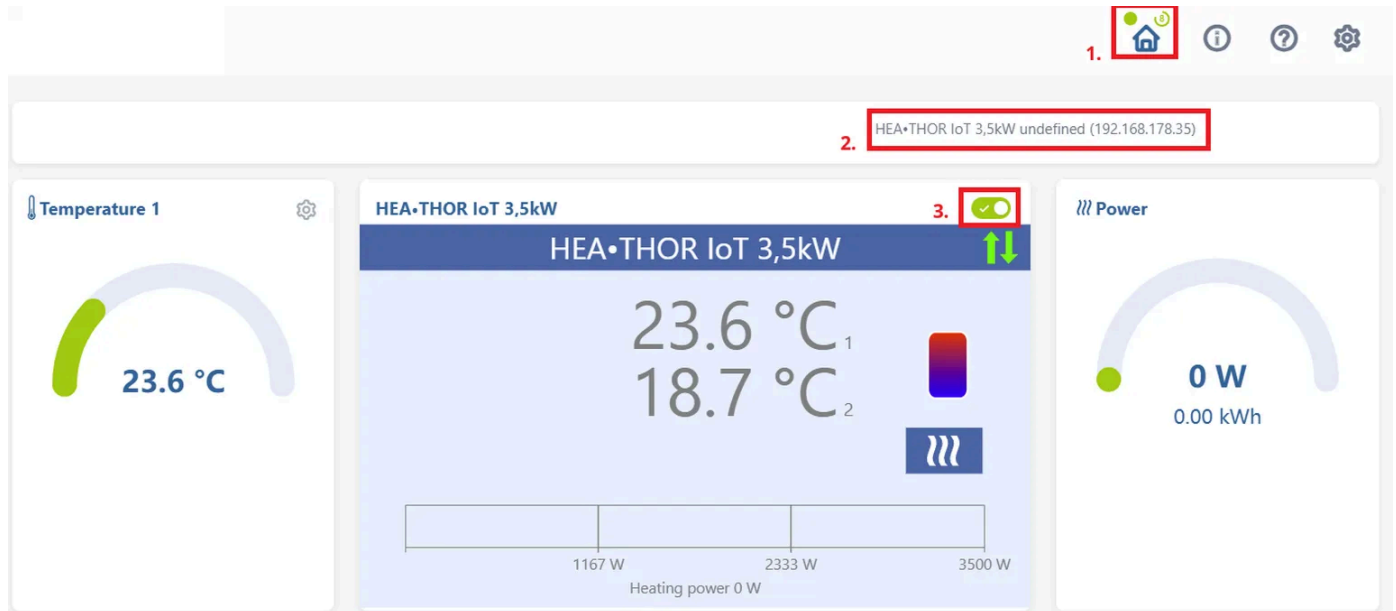 8
1.
HEA•THOR IoT 3,5kW undefined (192.168.178.35)
2.
Temperature 1
HEA•THOR IoT 3,5kW
3.
Power
HEA•THOR IoT 3,5kW
23.6 °C 1
18.7 °C 2
23.6 °C
0 W
0.00 kWh
1167 W 2333 W 3500 W
Heating power 0 W